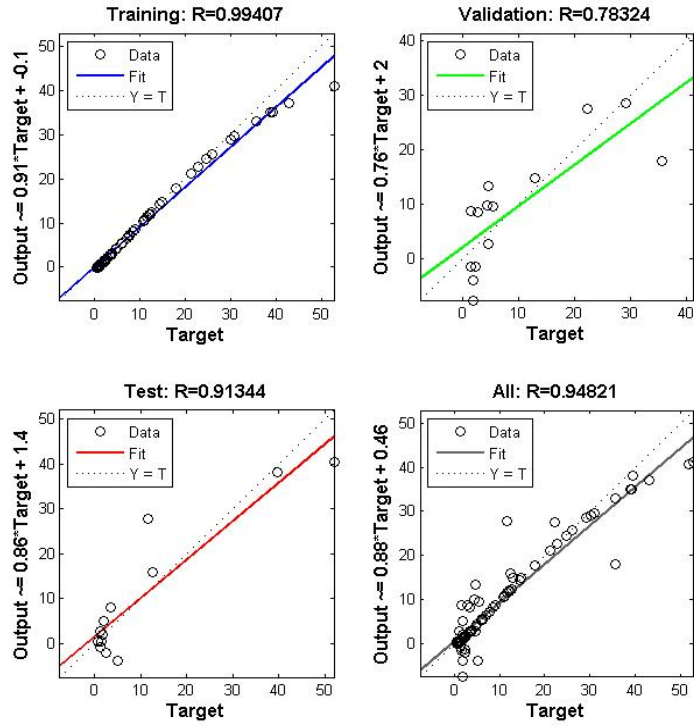 Training: R=0.99407
Output ~= 0.91*Target + -0.1
50
40
30
20
10
0
Data
Fit
Y = T
0 10 20 30 40 50
Target
Validation: R=0.78324
Output ~= 0.76*Target + 2
40
30
20
10
0
Data
Fit
Y = T
0 10 20 30 40
Target
Test: R=0.91344
Output ~= 0.86*Target + 1.4
50
40
30
20
10
0
Data
Fit
Y = T
0 10 20 30 40 50
Target
All: R=0.94821
Output ~= 0.88*Target + 0.46
50
40
30
20
10
0
Data
Fit
Y = T
0 10 20 30 40 50
Target